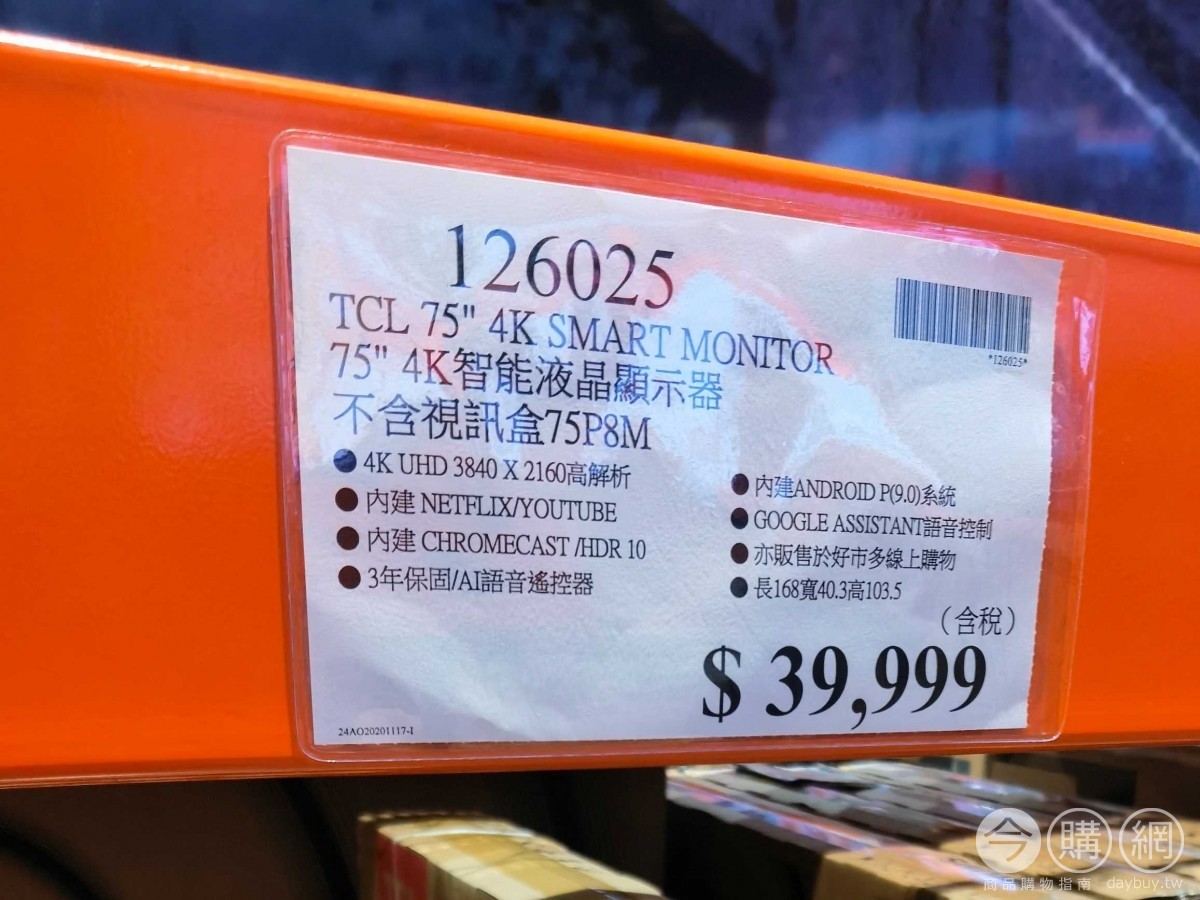 126025
*126025*
TCL 75" 4K SMART MONITOR
75" 4K智能液晶顯示器
不含視訊盒75P8M
● 4K UHD 3840 X 2160高解析
● 內建 NETFLIX/YOUTUBE
● 內建 CHROMECAST /HDR 10
● 3年保固/AI語音遙控器
● 內建ANDROID P(9.0)系統
● GOOGLE ASSISTANT語音控制
● 亦販售於好市多線上購物
● 長168寬40.3高103.5
（含稅）
$ 39,999
24AO20201117-1
今購網
商品購物指南 daybuy.tw